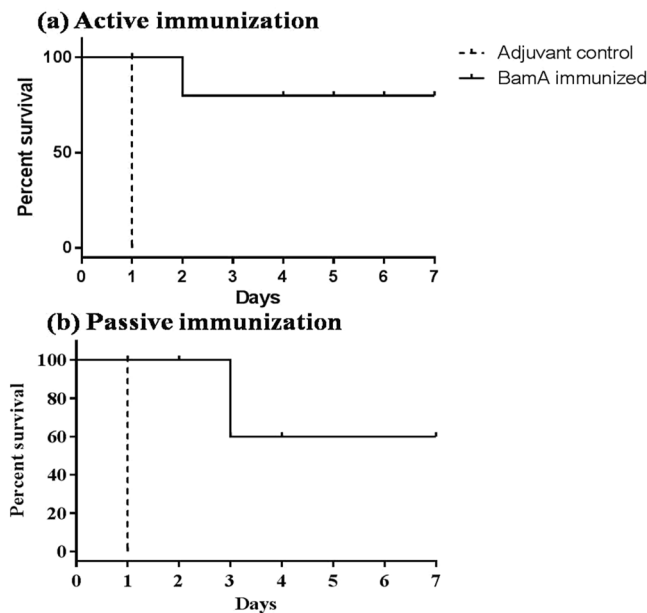 (a) Active immunization
Percent survival
100
50
0
0 1 2 3 4 5 6 7
Days
Adjuvant control
BamA immunized
(b) Passive immunization
Percent survival
100
80
60
40
20
0
0 1 2 3 4 5 6 7
Days